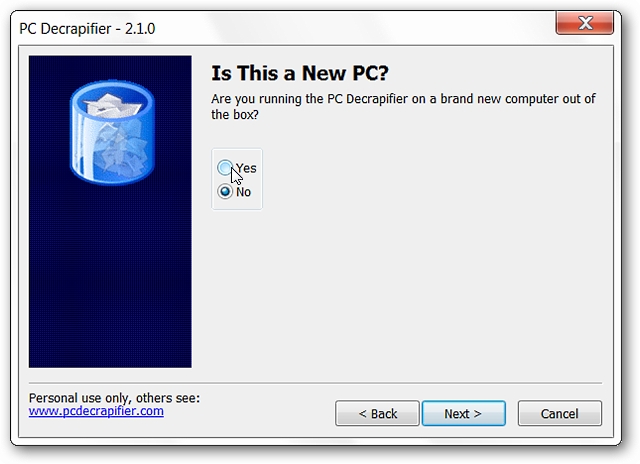 PC Decrapifier - 2.1.0
Is This a New PC?
Are you running the PC Decrapifier on a brand new computer out of
the box?
Yes
No
Personal use only, others see:
www.pcdecrapifier.com
< Back
Next >
Cancel